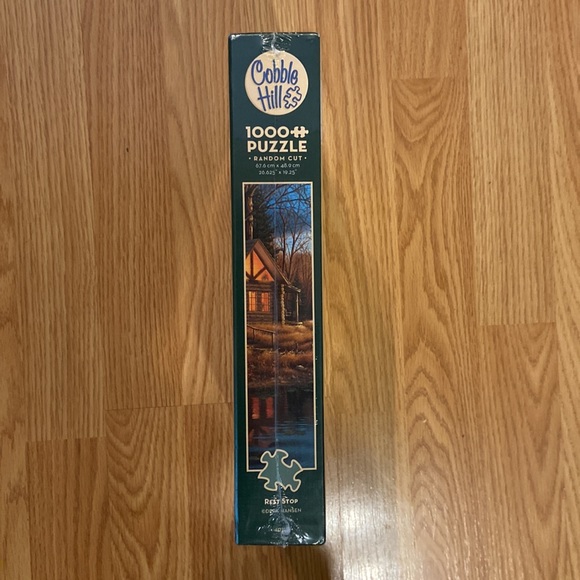 Cobble
Hill
1000
PUZZLE
• RANDOM CUT •
67.6 cm x 48.9 cm
26.625" x 19.25"
REST STOP
HANSEN